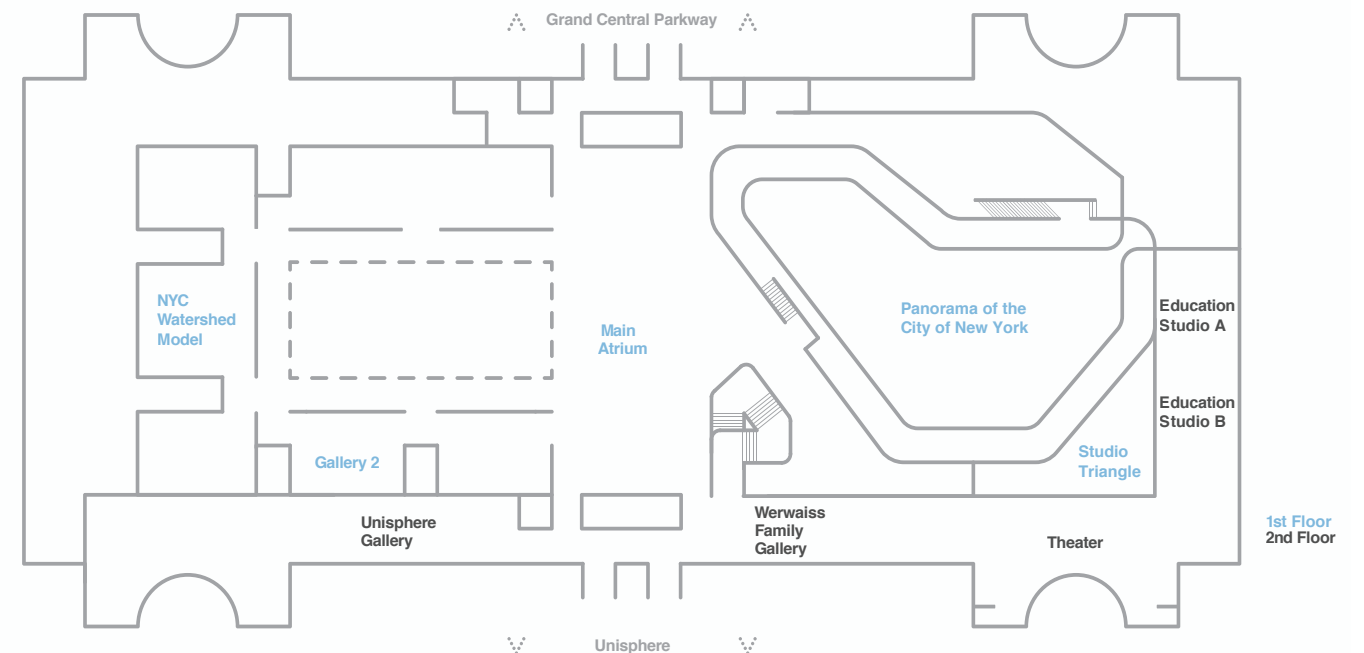 Grand Central Parkway
NYC
Watershed
Model
Main
Atrium
Panorama of the
City of New York
Education
Studio A
Education
Studio B
Gallery 2
Studio
Triangle
Unisphere
Gallery
Werwaiss
Family
Gallery
Theater
1st Floor
2nd Floor
Unisphere